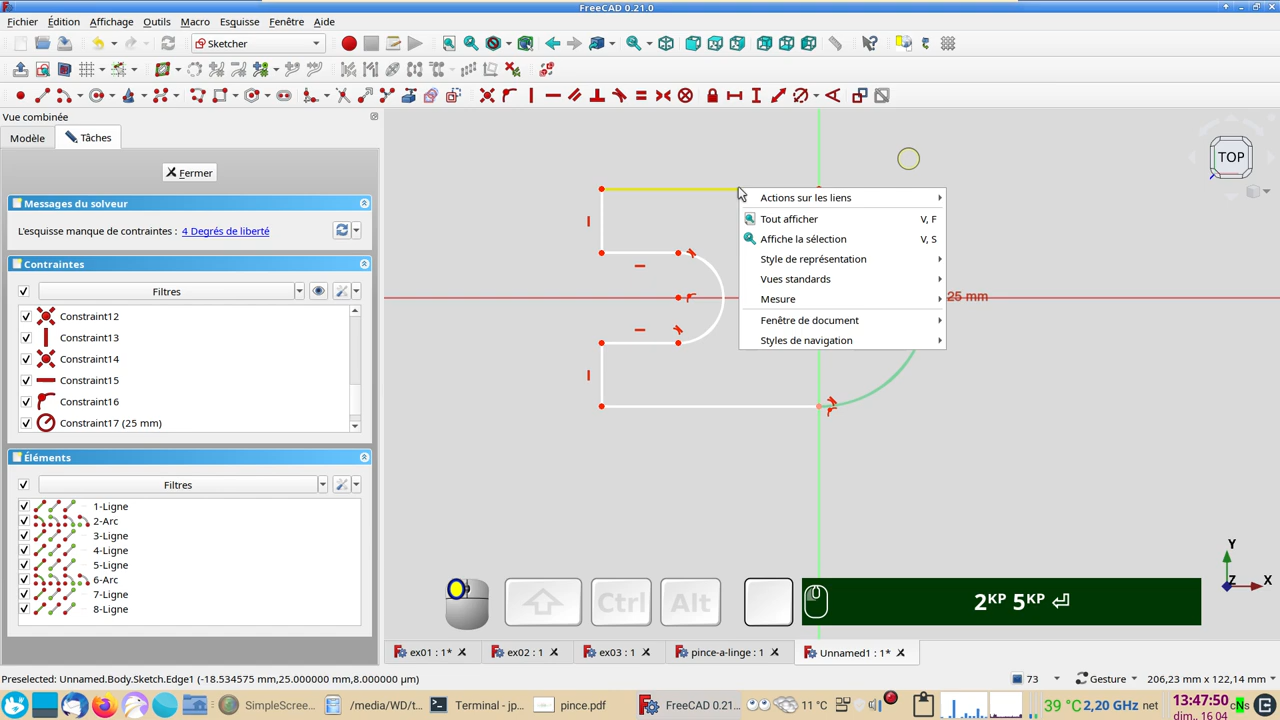 FreeCAD 0.21.0
Fichier Édition Affichage Outils Macro Esquisse Fenêtre Aide
Sketcher
Vue combinée
Modèle Tâches
Fermer
Messages du solveur
L'esquisse manque de contraintes: 4 Degrés de liberté
Contraintes
Filtres
Constraint12
Constraint13
Constraint14
Constraint15
Constraint16
Constraint17 (25 mm)
Éléments
Filtres
1-Ligne
2-Arc
3-Ligne
4-Ligne
5-Ligne
6-Arc
7-Ligne
8-Ligne
TOP
Actions sur les liens
Tout afficher V, F
Affiche la sélection V, S
Style de représentation
Vues standards
Mesure
Fenêtre de document
Styles de navigation
25 mm
Y
Z X
Ctrl Alt
2KP 5KP ⏎
ex01 : 1* ex02 : 1 ex03 : 1 pince-a-linge : 1 Unnamed1 : 1*
Preselected: Unnamed.Body.Sketch.Edge1 (-18.534575 mm,25.000000 mm,8.000000 µm) 73 Gesture 206,23 mm x 122,14 mm
SimpleScree... /media/WD/t... Terminal - jp... pince.pdf FreeCAD 0.21... 11 °C 39 °C 2,20 GHz net 13:47:50
dim., 16 04